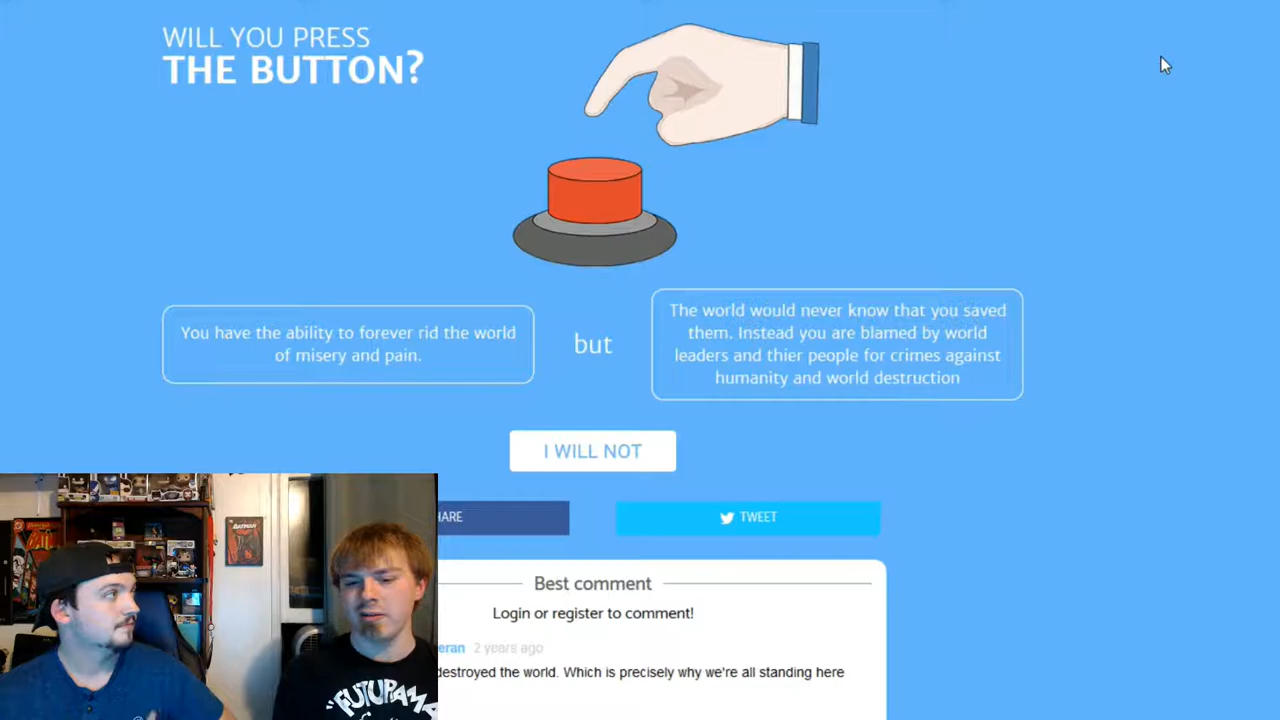 WILL YOU PRESS
THE BUTTON?
You have the ability to forever rid the world
of misery and pain.
but
The world would never know that you saved
them. Instead you are blamed by world
leaders and thier people for crimes against
humanity and world destruction
I WILL NOT
HARE
TWEET
Best comment
Login or register to comment!
eran 2 years ago
destroyed the world. Which is precisely why we're all standing here
BATMAN
"FUTURAMA